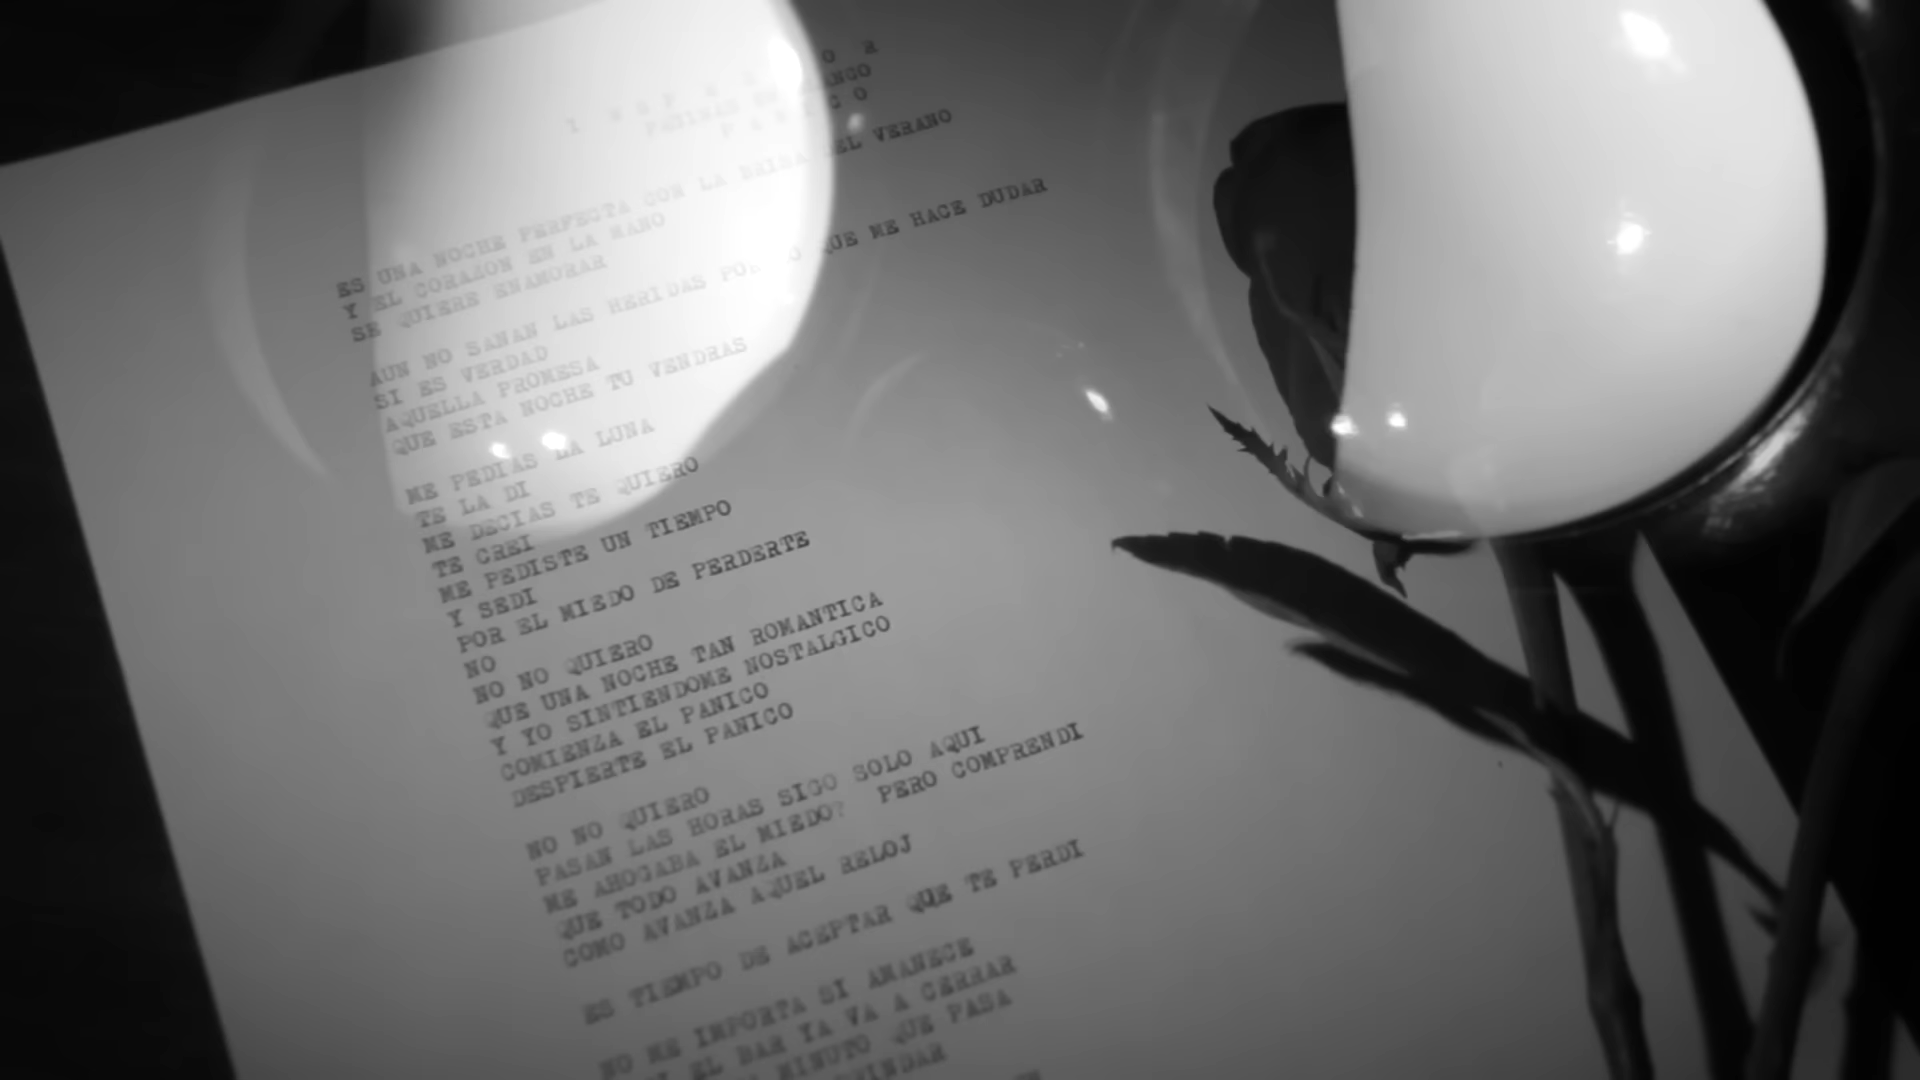 ES UNA NOCHE PERFECTA CON LA BRISA DEL VERANO
Y EL CORAZON EN LA MANO
SE QUIERE ENAMORAR
AUN NO SANAN LAS HERIDAS POR LO QUE ME HACE DUDAR
SI ES VERDAD
AQUELLA PROMESA
QUE ESTA NOCHE TU VENDRAS
ME PEDIAS LA LUNA
TE LA DI
ME DECIAS TE QUIERO
TE CREI
ME PEDISTE UN TIEMPO
Y SEDI
POR EL MIEDO DE PERDERTE
NO
NO NO QUIERO
QUE UNA NOCHE TAN ROMANTICA
Y YO SINTIENDOME NOSTALGICO
COMIENZA EL PANICO
DESPIERTE EL PANICO
NO NO QUIERO
PASAN LAS HORAS SIGO SOLO AQUI
ME AHOGABA EL MIEDO? PERO COMPRENDI
QUE TODO AVANZA
COMO AVANZA AQUEL RELOJ
ES TIEMPO DE ACEPTAR QUE TE PERDI
NO ME IMPORTA SI AMANECE
EL BAR YA VA A CERRAR
MINUTO QUE PASA